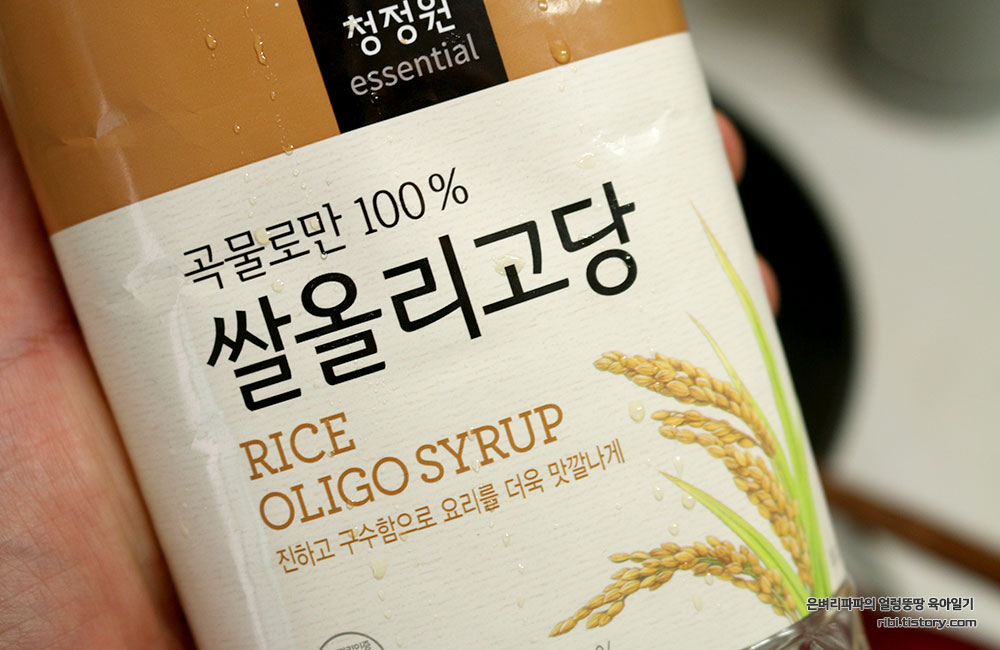 청정원
essential
곡물로만 100%
쌀올리고당
RICE
OLIGO SYRUP
진하고 구수함으로 요리를 더욱 맛깔나게
%
은벼리파파의 얼렁뚱땅 육아일기
ribi.tistory.com